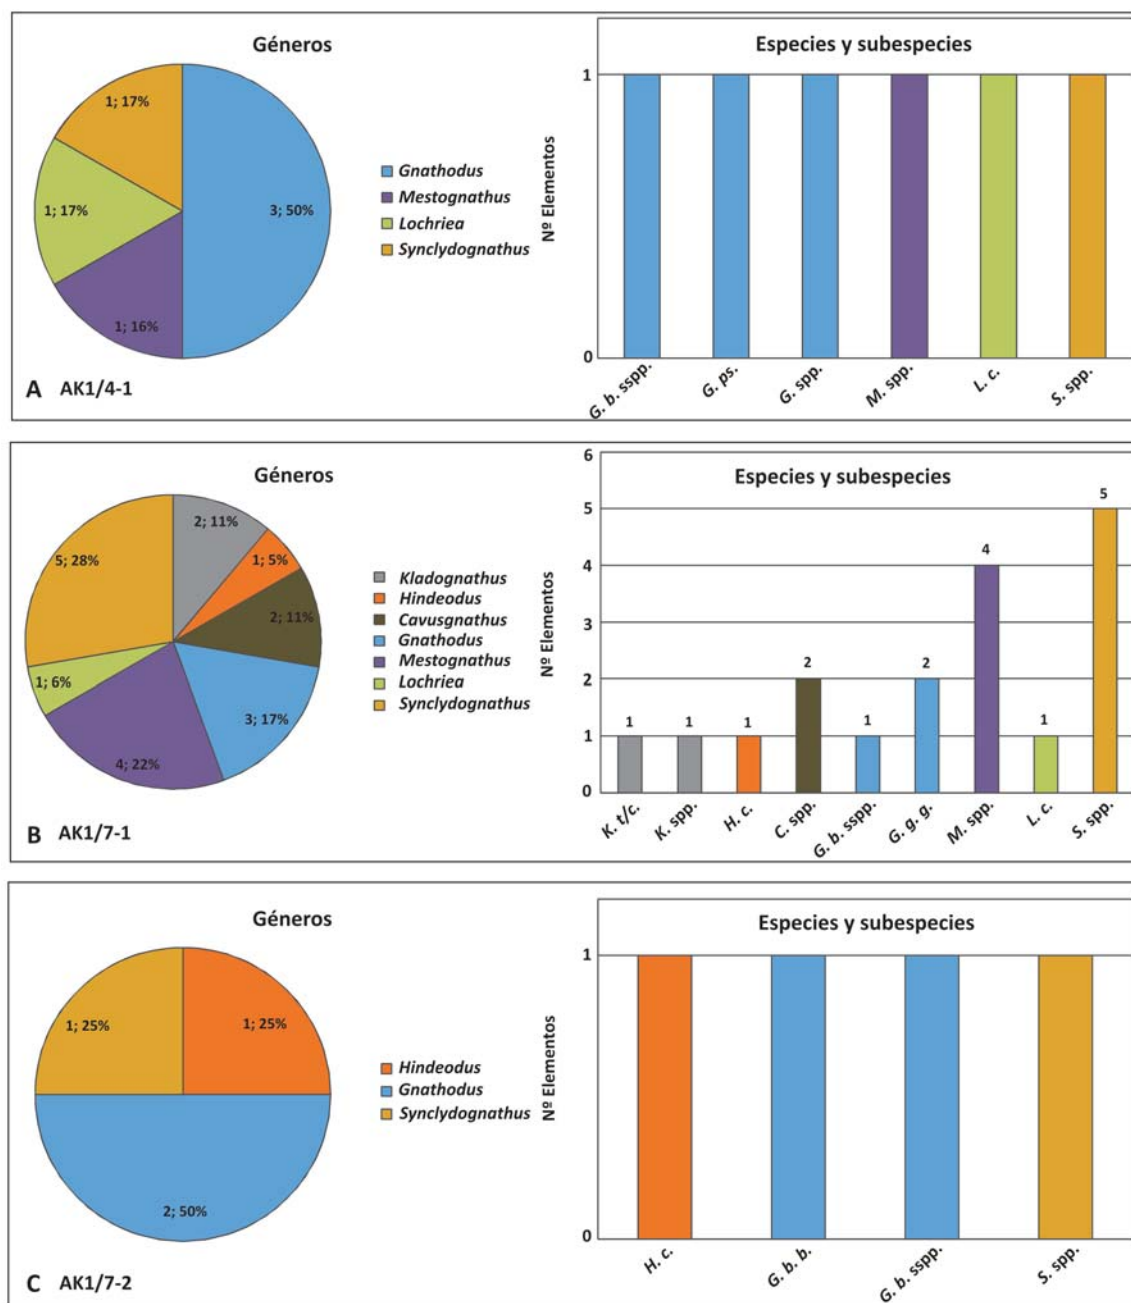 Géneros
1; 17%
1; 17%
3; 50%
1; 16%
Gnathodus
Mestognathus
Lochriea
Synclydognathus
A AK1/4-1
Especies y subespecies
Nº Elementos
1
0
G. b. sspp.
G. ps.
G. spp.
M. spp.
L. c.
S. spp.
Géneros
2; 11%
1; 5%
2; 11%
3; 17%
4; 22%
1; 6%
5; 28%
Kladognathus
Hindeodus
Cavusgnathus
Gnathodus
Mestognathus
Lochriea
Synclydognathus
B AK1/7-1
Especies y subespecies
Nº Elementos
6
5
4
3
2
1
0
1
1
1
2
1
2
4
1
5
K. t/c.
K. spp.
H. c.
C. spp.
G. b. sspp.
G. g. g.
M. spp.
L. c.
S. spp.
Géneros
1; 25%
1; 25%
2; 50%
Hindeodus
Gnathodus
Synclydognathus
C AK1/7-2
Especies y subespecies
Nº Elementos
1
0
H. c.
G. b. b.
G. b. sspp.
S. spp.